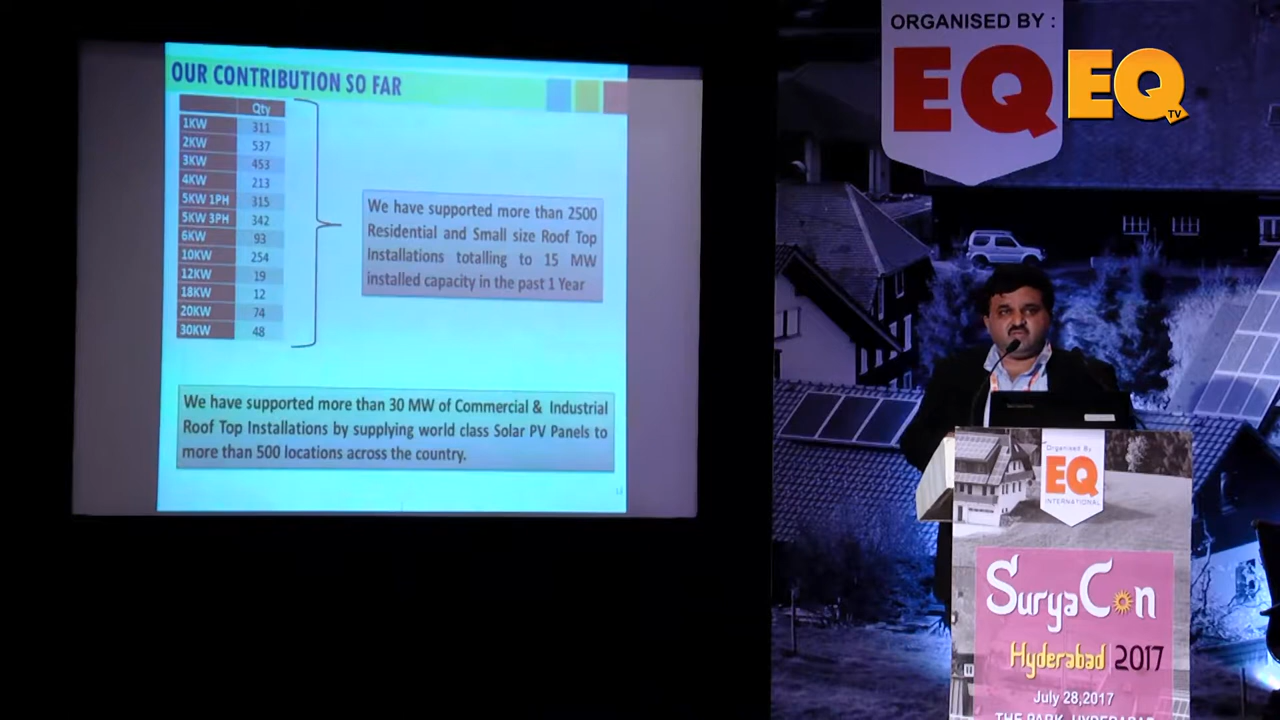 OUR CONTRIBUTION SO FAR
Qty
1KW 311
2KW 537
3KW 453
4KW 213
5KW 1PH 315
5KW 3PH 342
6KW 93
10KW 254
12KW 19
18KW 12
20KW 74
30KW 48
We have supported more than 2500
Residential and Small size Roof Top
Installations totalling to 15 MW
installed capacity in the past 1 Year
We have supported more than 30 MW of Commercial & Industrial
Roof Top Installations by supplying world class Solar PV Panels to
more than 500 locations across the country.
ORGANISED BY :
EQ
EQ
TV
Organised By
EQ
INTERNATIONAL
SuryaCon
Hyderabad 2017
July 28,2017
THE PARK, HYDERABAD